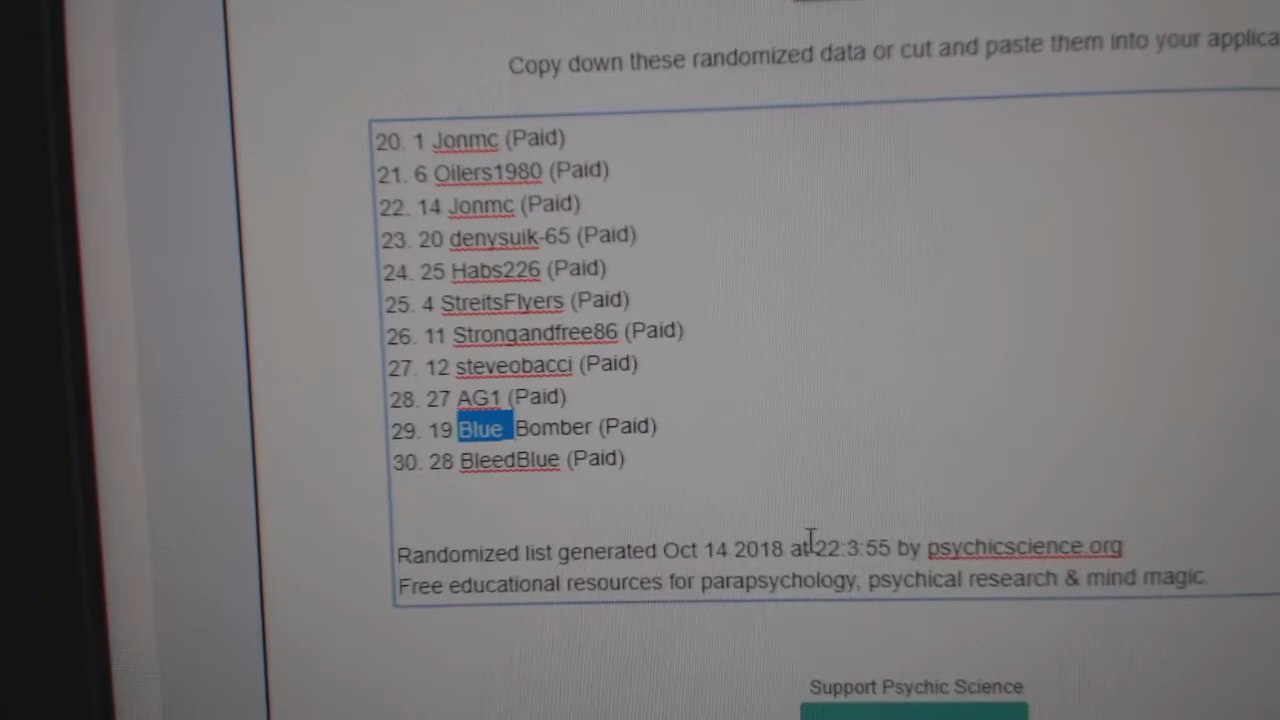 Copy down these randomized data or cut and paste them into your
20. 1 Jonmc (Paid)
21. 6 Oilers1980 (Paid)
22. 14 Jonmc (Paid)
23. 20 denysuik-65 (Paid)
24. 25 Habs226 (Paid)
25. 4 StreitsFlyers (Paid)
26. 11 Strongandfree86 (Paid)
27. 12 steveobacci (Paid)
28. 27 AG1 (Paid)
29. 19 Blue Bomber (Paid)
30. 28 BleedBlue (Paid)
Randomized list generated Oct 14 2018 at 22:3:55 by psychicscience.org
Free educational resources for parapsychology, psychical research & mind magic.
Support Psychic Science